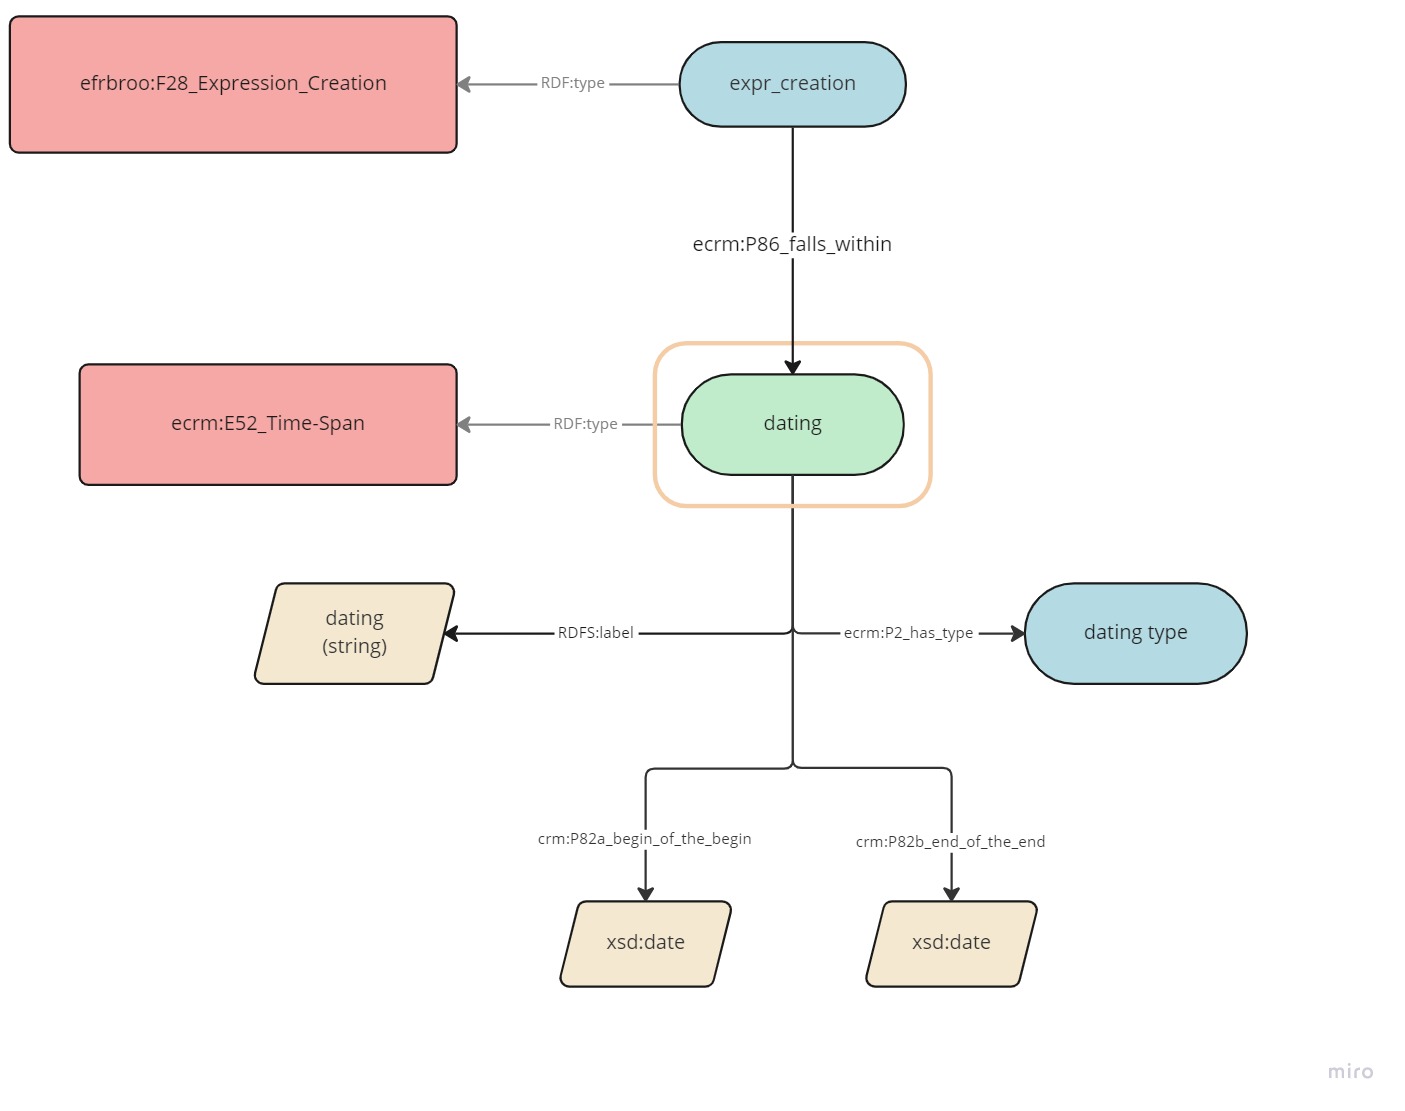 efrbroo:F28_Expression_Creation
RDF:type
expr_creation
ecrm:P86_falls_within
ecrm:E52_Time-Span
RDF:type
dating
dating
(string)
RDFS:label
ecrm:P2_has_type
dating type
crm:P82a_begin_of_the_begin
crm:P82b_end_of_the_end
xsd:date
xsd:date
miro